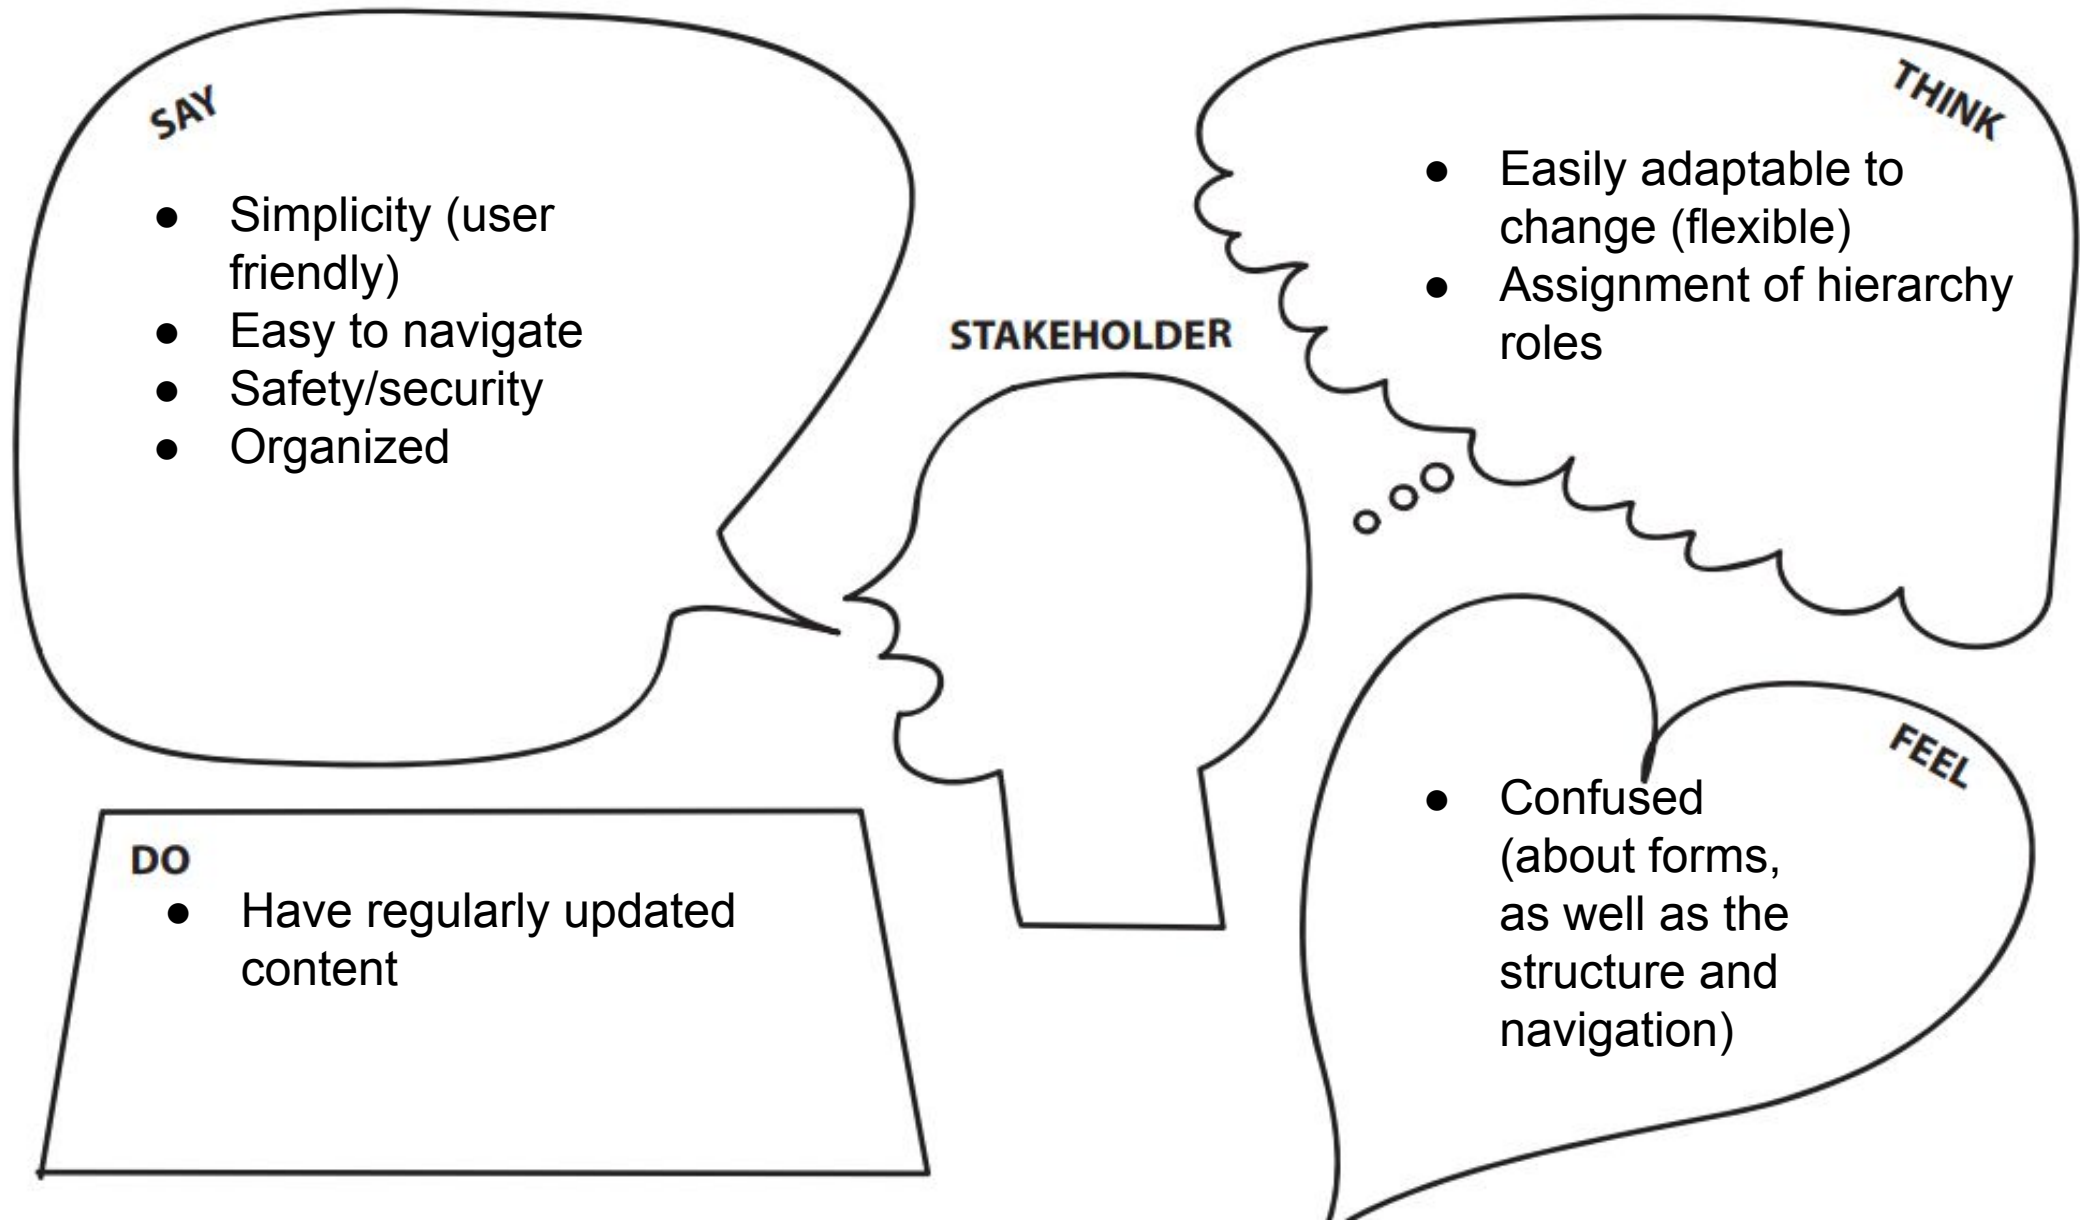 SAY
● Simplicity (user
friendly)
● Easy to navigate
● Safety/security
● Organized
THINK
● Easily adaptable to
change (flexible)
● Assignment of hierarchy
roles
STAKEHOLDER
DO
● Have regularly updated
content
FEEL
● Confused
(about forms,
as well as the
structure and
navigation)